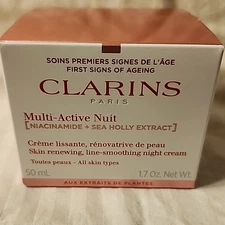 SOINS PREMIERS SIGNES DE L'ÂGE
FIRST SIGNS OF AGEING
CLARINS
PARIS
Multi-Active Nuit
[NIACINAMIDE + SEA HOLLY EXTRACT]
Crème lissante, rénovatrice de peau
Skin renewing, line-smoothing night cream
Toutes peaux - All skin types
50 mL 1.7 Oz. Net Wt.
AUX EXTRAITS DE PLANTES